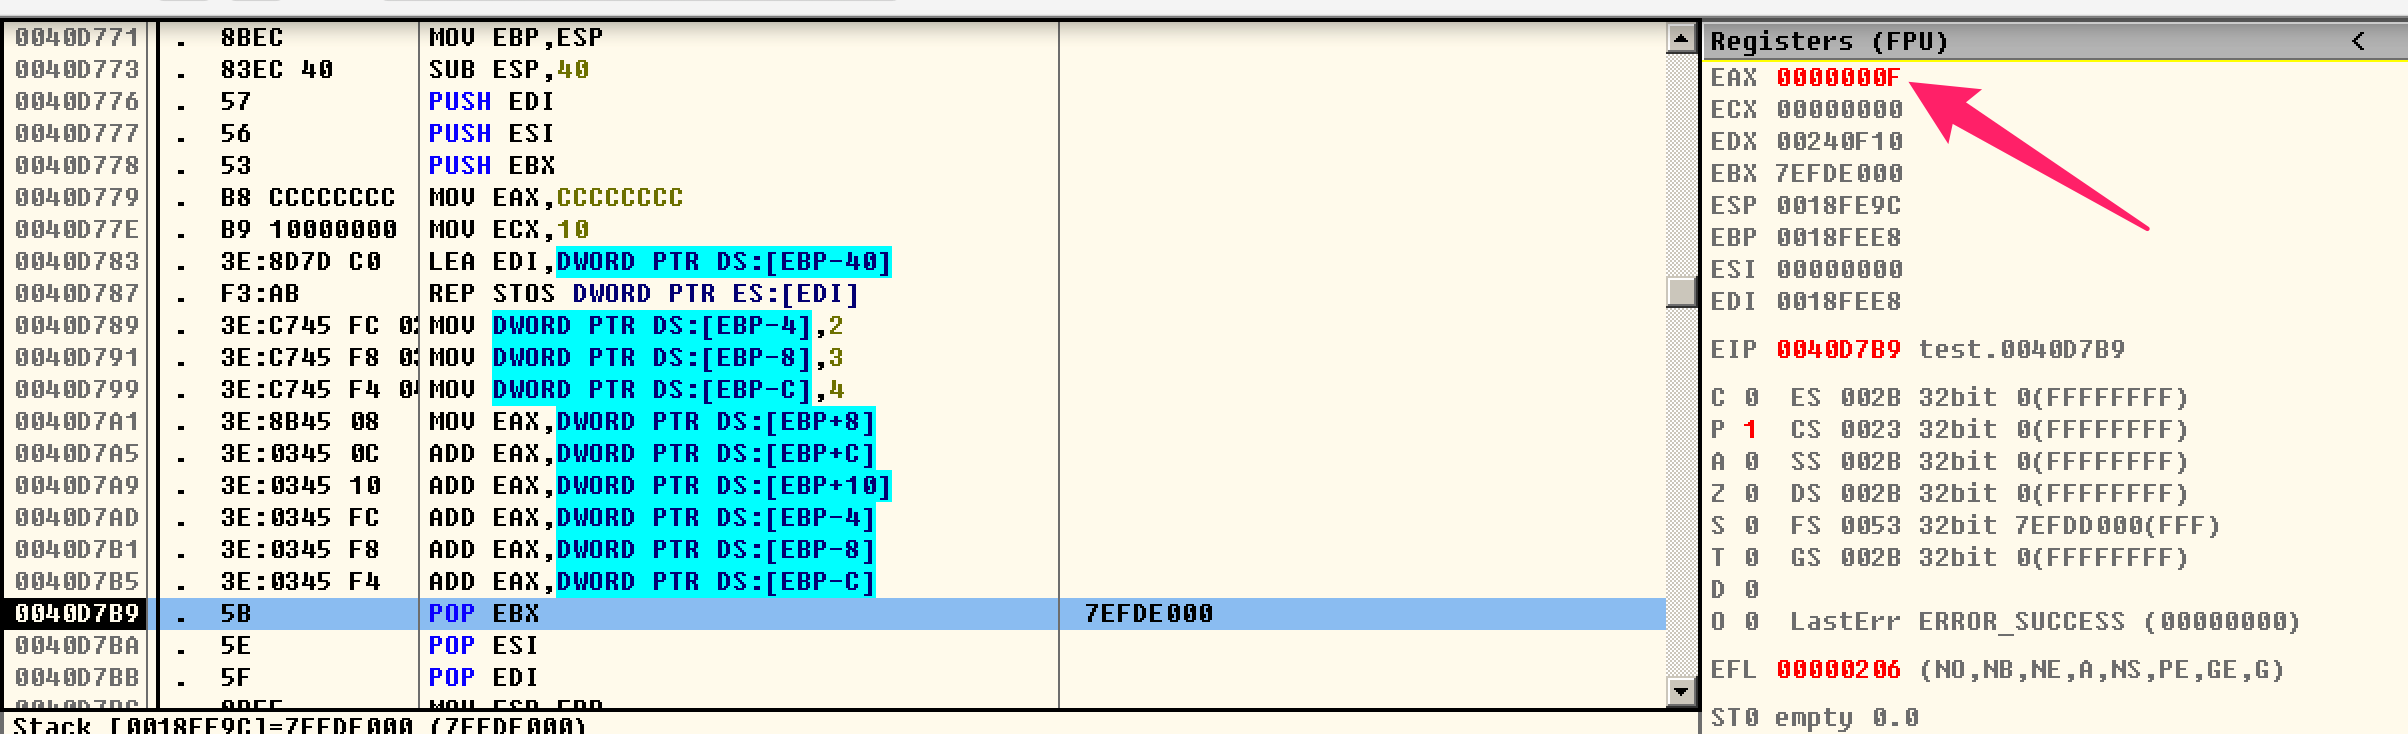 0040D771 . 8BEC MOV EBP,ESP
0040D773 . 83EC 40 SUB ESP,40
0040D776 . 57 PUSH EDI
0040D777 . 56 PUSH ESI
0040D778 . 53 PUSH EBX
0040D779 . B8 CCCCCCCC MOV EAX,CCCCCCCC
0040D77E . B9 10000000 MOV ECX,10
0040D783 . 3E:8D7D C0 LEA EDI,DWORD PTR DS:[EBP-40]
0040D787 . F3:AB REP STOS DWORD PTR ES:[EDI]
0040D789 . 3E:C745 FC MOV DWORD PTR DS:[EBP-4],2
0040D791 . 3E:C745 F8 MOV DWORD PTR DS:[EBP-8],3
0040D799 . 3E:C745 F4 MOV DWORD PTR DS:[EBP-C],4
0040D7A1 . 3E:8B45 08 MOV EAX,DWORD PTR DS:[EBP+8]
0040D7A5 . 3E:0345 0C ADD EAX,DWORD PTR DS:[EBP+C]
0040D7A9 . 3E:0345 10 ADD EAX,DWORD PTR DS:[EBP+10]
0040D7AD . 3E:0345 FC ADD EAX,DWORD PTR DS:[EBP-4]
0040D7B1 . 3E:0345 F8 ADD EAX,DWORD PTR DS:[EBP-8]
0040D7B5 . 3E:0345 F4 ADD EAX,DWORD PTR DS:[EBP-C]
0040D7B9 . 5B POP EBX 7EFDE000
0040D7BA . 5E POP ESI
0040D7BB . 5F POP EDI
Stack [0018FE9C]=7EFDE000 (7EFDE000)
Registers (FPU) <
EAX 0000000F
ECX 00000000
EDX 00240F10
EBX 7EFDE000
ESP 0018FE9C
EBP 0018FEE8
ESI 00000000
EDI 0018FEE8
EIP 0040D7B9 test.0040D7B9
C 0 ES 002B 32bit 0(FFFFFFFF)
P 1 CS 0023 32bit 0(FFFFFFFF)
A 0 SS 002B 32bit 0(FFFFFFFF)
Z 0 DS 002B 32bit 0(FFFFFFFF)
S 0 FS 0053 32bit 7EFDD000(FFF)
T 0 GS 002B 32bit 0(FFFFFFFF)
D 0
O 0 LastErr ERROR_SUCCESS (00000000)
EFL 00000206 (NO,NB,NE,A,NS,PE,GE,G)
ST0 empty 0.0